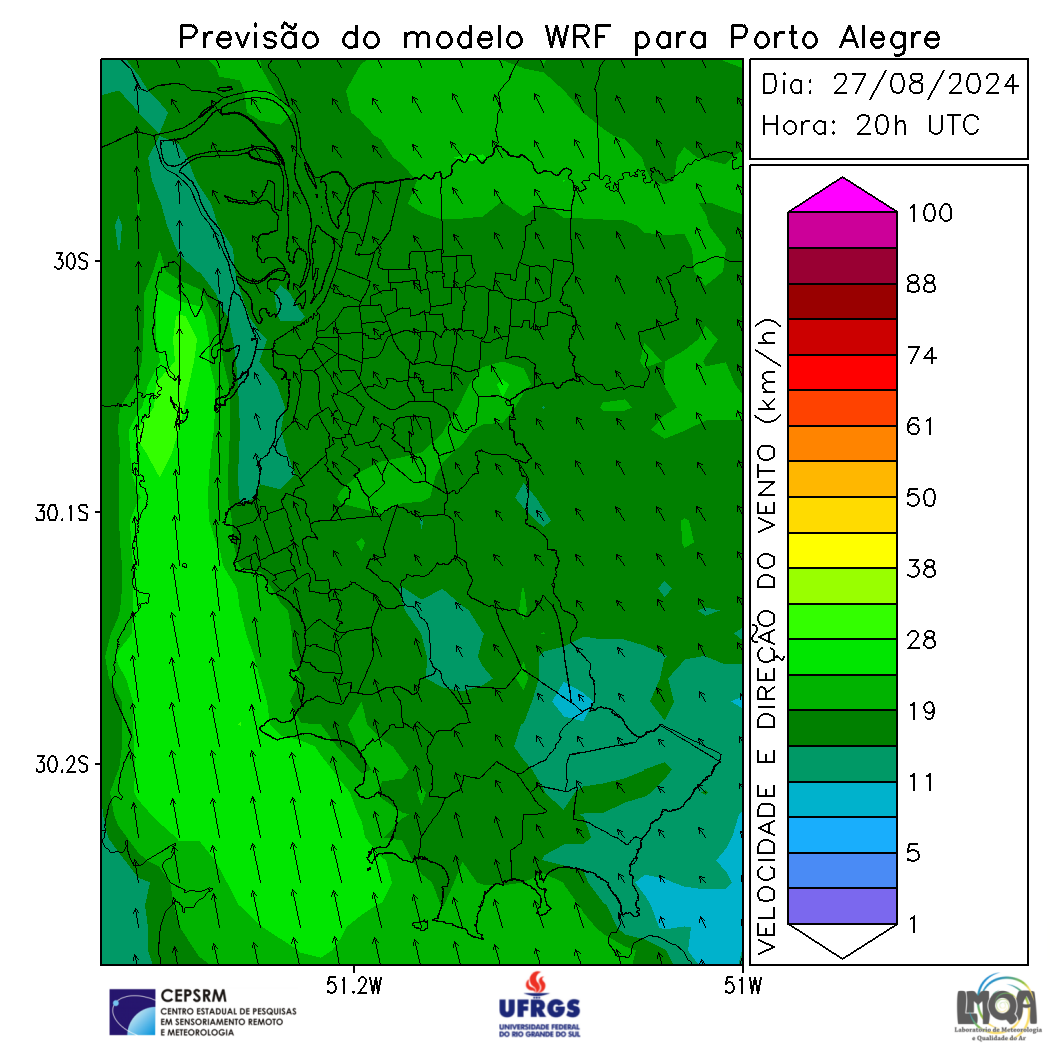 Previsão do modelo WRF para Porto Alegre
Dia: 27/08/2024
Hora: 20h UTC
30S
30.1S
30.2S
51.2W
51W
VELOCIDADE E DIREÇÃO DO VENTO (km/h)
100
88
74
61
50
38
28
19
11
5
1
CEPSRM
CENTRO ESTADUAL DE PESQUISAS
EM SENSORIAMENTO REMOTO
E METEOROLOGIA
UFRGS
UNIVERSIDADE FEDERAL
DO RIO GRANDE DO SUL
LMQA
Laboratório de Meteorologia
e Qualidade do Ar